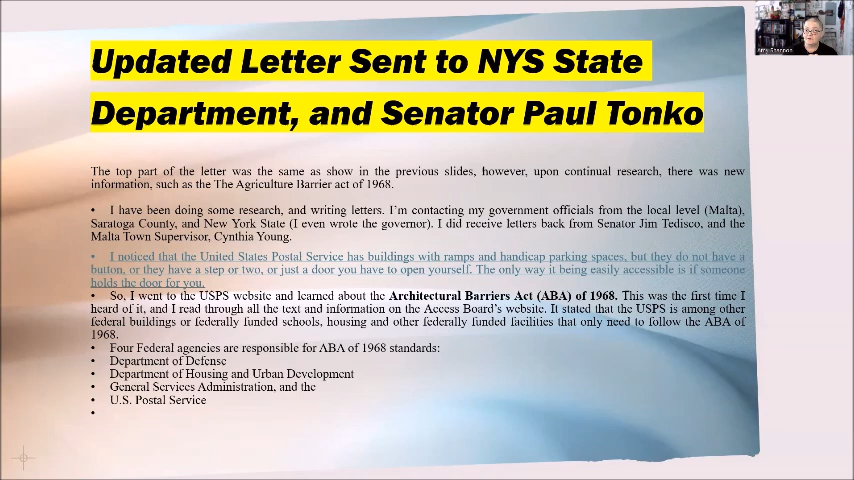 Updated Letter Sent to NYS State
Department, and Senator Paul Tonko
Amy Shannon
The top part of the letter was the same as show in the previous slides, however, upon continual research, there was new
information, such as the The Agriculture Barrier act of 1968.
• I have been doing some research, and writing letters. I'm contacting my government officials from the local level (Malta),
Saratoga County, and New York State (I even wrote the governor). I did receive letters back from Senator Jim Tedisco, and the
Malta Town Supervisor, Cynthia Young.
• I noticed that the United States Postal Service has buildings with ramps and handicap parking spaces, but they do not have a
button, or they have a step or two, or just a door you have to open yourself. The only way it being easily accessible is if someone
holds the door for you.
• So, I went to the USPS website and learned about the Architectural Barriers Act (ABA) of 1968. This was the first time I
heard of it, and I read through all the text and information on the Access Board's website. It stated that the USPS is among other
federal buildings or federally funded schools, housing and other federally funded facilities that only need to follow the ABA of
1968.
• Four Federal agencies are responsible for ABA of 1968 standards:
• Department of Defense
• Department of Housing and Urban Development
• General Services Administration, and the
• U.S. Postal Service
•